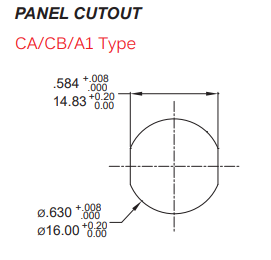 PANEL CUTOUT
CA/CB/A1 Type
.584 +.008 .000
14.83 +0.20 0.00
ø.630 +.008 .000
ø16.00 +0.20 0.00